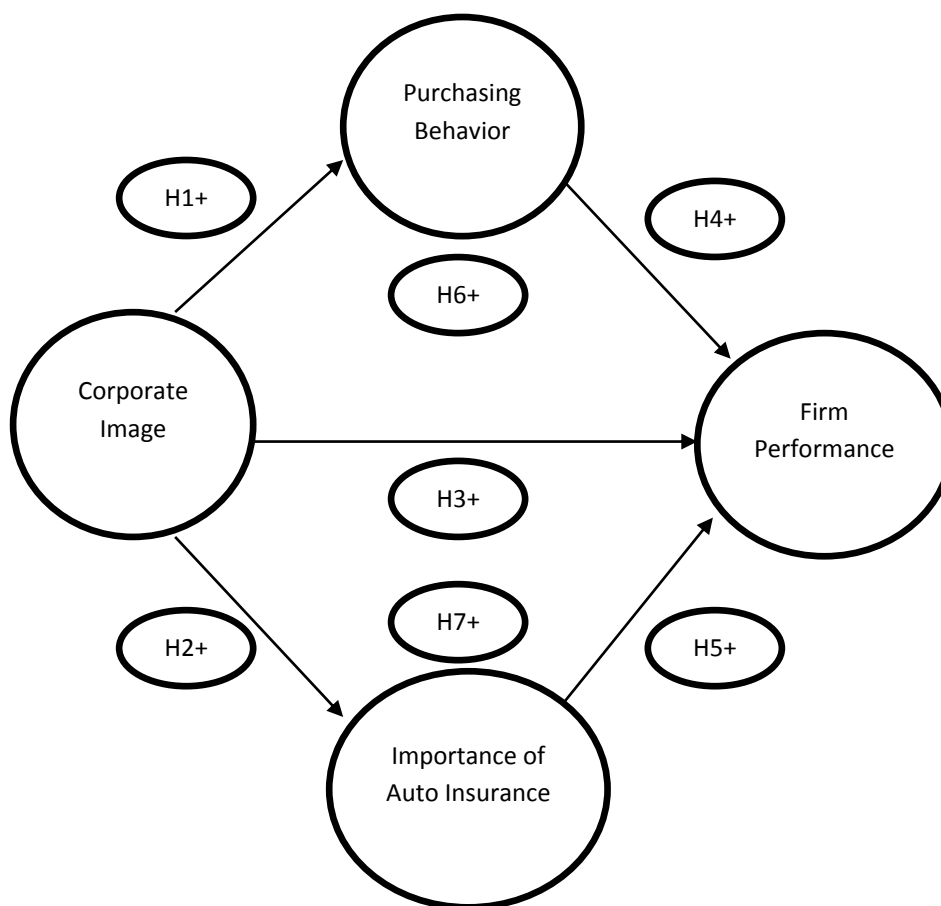 Purchasing
Behavior
H1+
H4+
H6+
Corporate
Image
Firm
Performance
H3+
H7+
H2+
H5+
Importance of
Auto Insurance